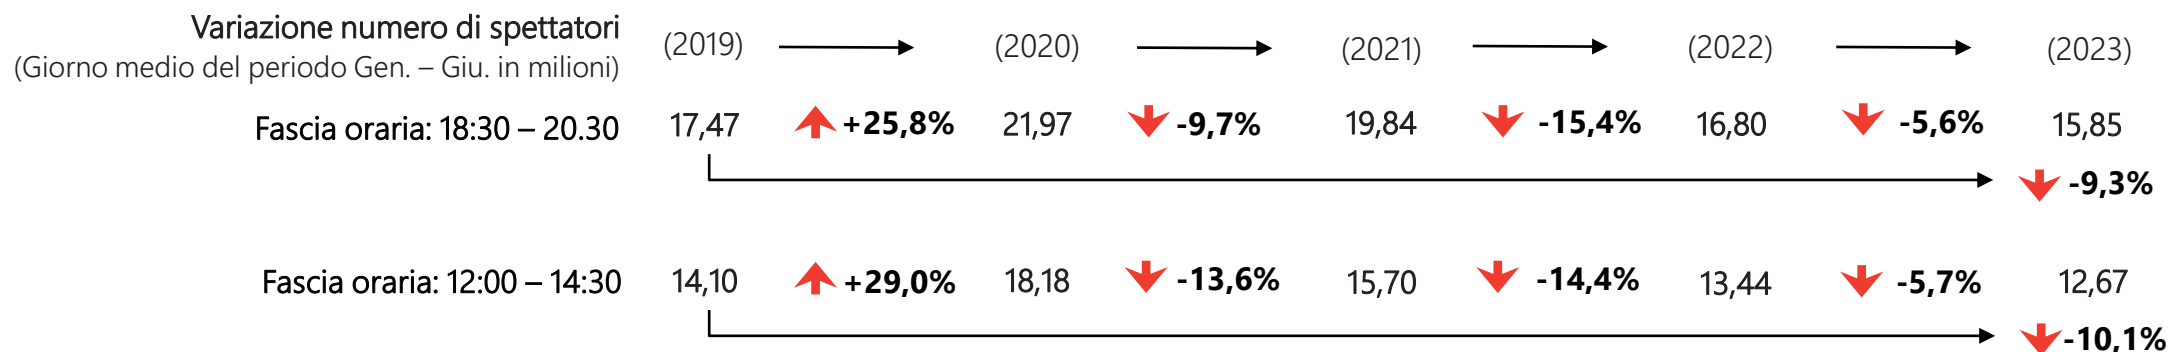 Variazione numero di spettatori
(Giorno medio del periodo Gen. – Giu. in milioni)
(2019) (2020) (2021) (2022) (2023)
Fascia oraria: 18:30 – 20.30 17,47 +25,8% 21,97 -9,7% 19,84 -15,4% 16,80 -5,6% 15,85
-9,3%
Fascia oraria: 12:00 – 14:30 14,10 +29,0% 18,18 -13,6% 15,70 -14,4% 13,44 -5,7% 12,67
-10,1%